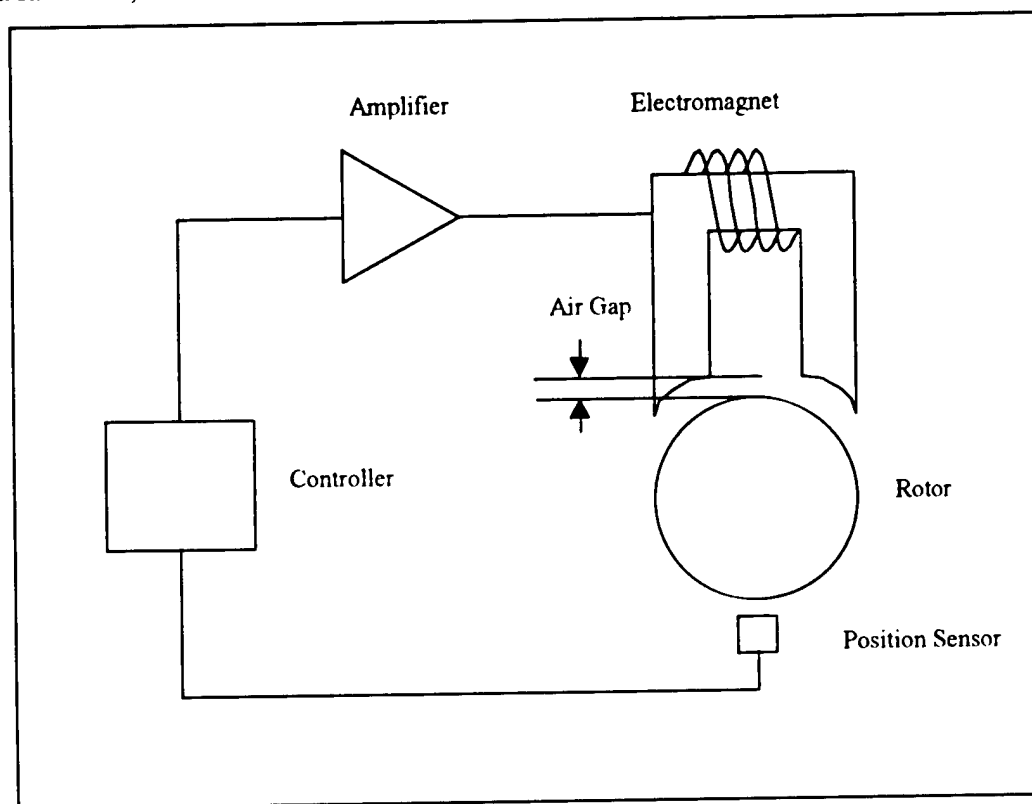 Amplifier
Electromagnet
Air Gap
Controller
Rotor
Position Sensor